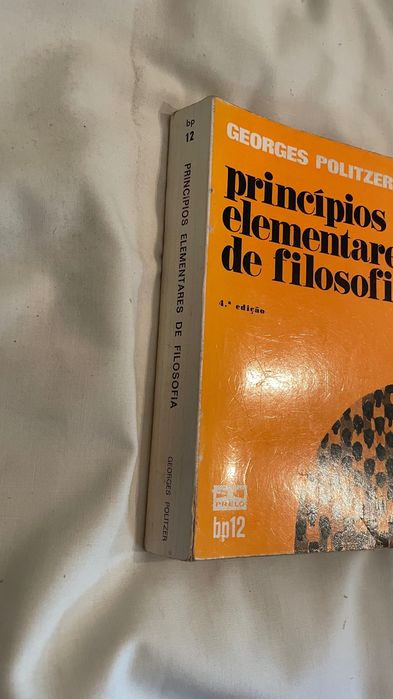 bp
12
PRINCÍPIOS ELEMENTARES DE FILOSOFIA
GEORGES POLITZER
GEORGES POLITZER
princípios
elementare
de filosofi
4.ª edição
PRELO
bp12